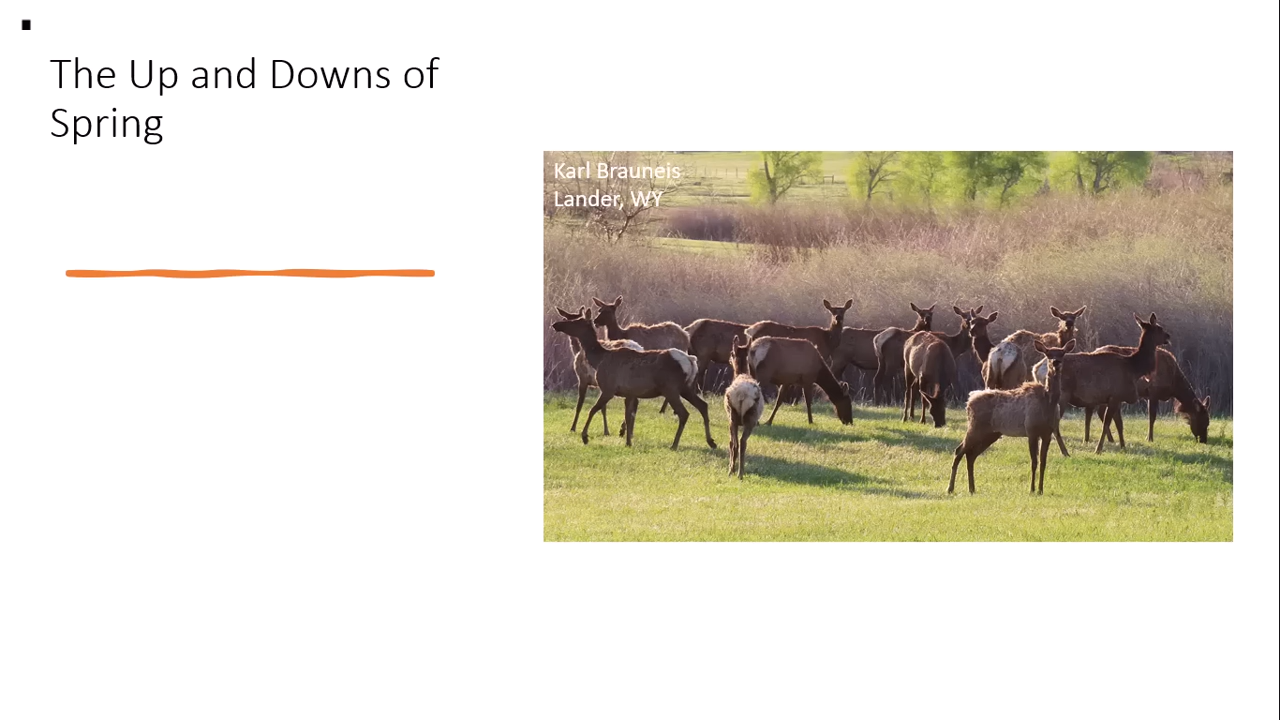 The Up and Downs of
Spring
Karl Brauneis
Lander, WY